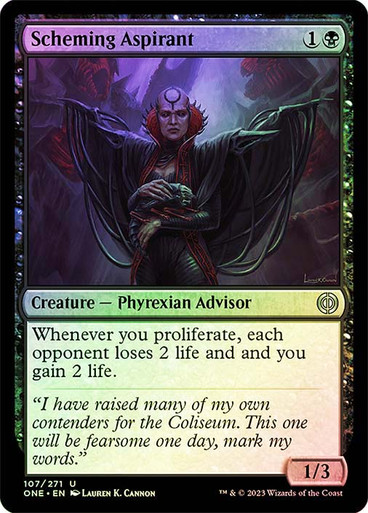 Scheming Aspirant 1
LAUREN K. CANNON
Creature — Phyrexian Advisor
Whenever you proliferate, each
opponent loses 2 life and and you
gain 2 life.
“I have raised many of my own
contenders for the Coliseum. This one
will be fearsome one day, mark my
words.”
1/3
107/271 U
ONE • EN LAUREN K. CANNON ™ & © 2023 Wizards of the Coast